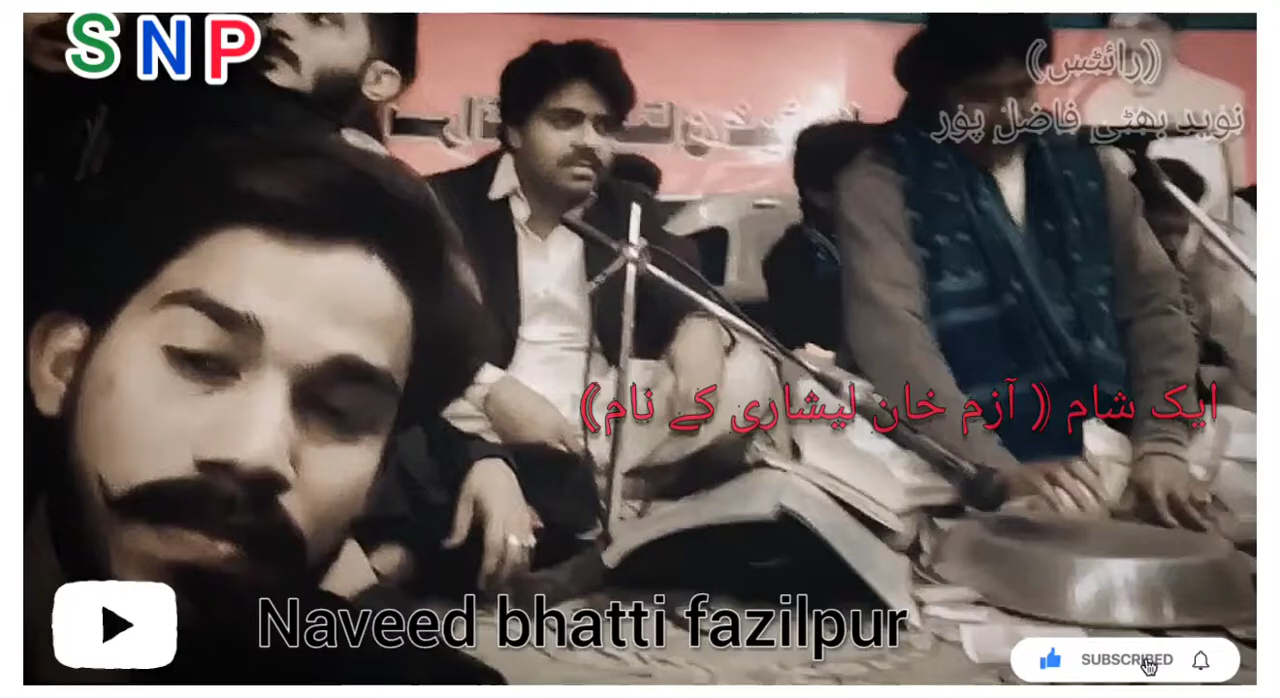 SNP
(رائٹس)
نوید بھٹی فاضل پور
ایک شام ( آزم خان لیشاری کے نام)
Naveed bhatti fazilpur
SUBSCRIBED